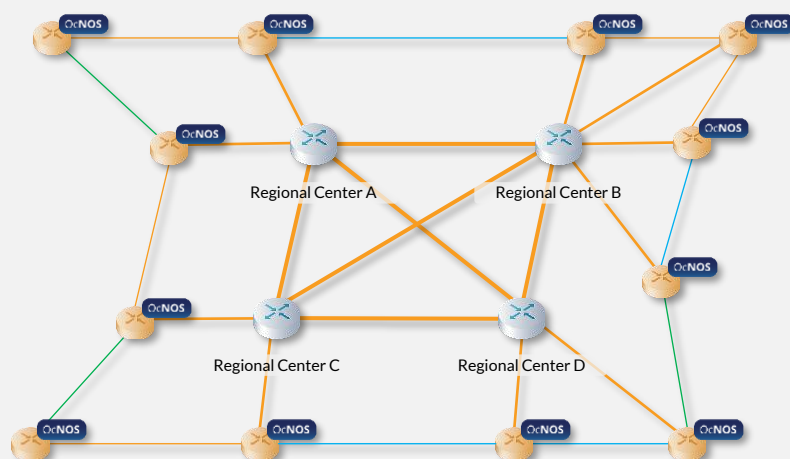 OcNOS
OcNOS
OcNOS
OcNOS
OcNOS
OcNOS
Regional Center A
Regional Center B
OcNOS
OcNOS
Regional Center C
Regional Center D
OcNOS
OcNOS
OcNOS
OcNOS